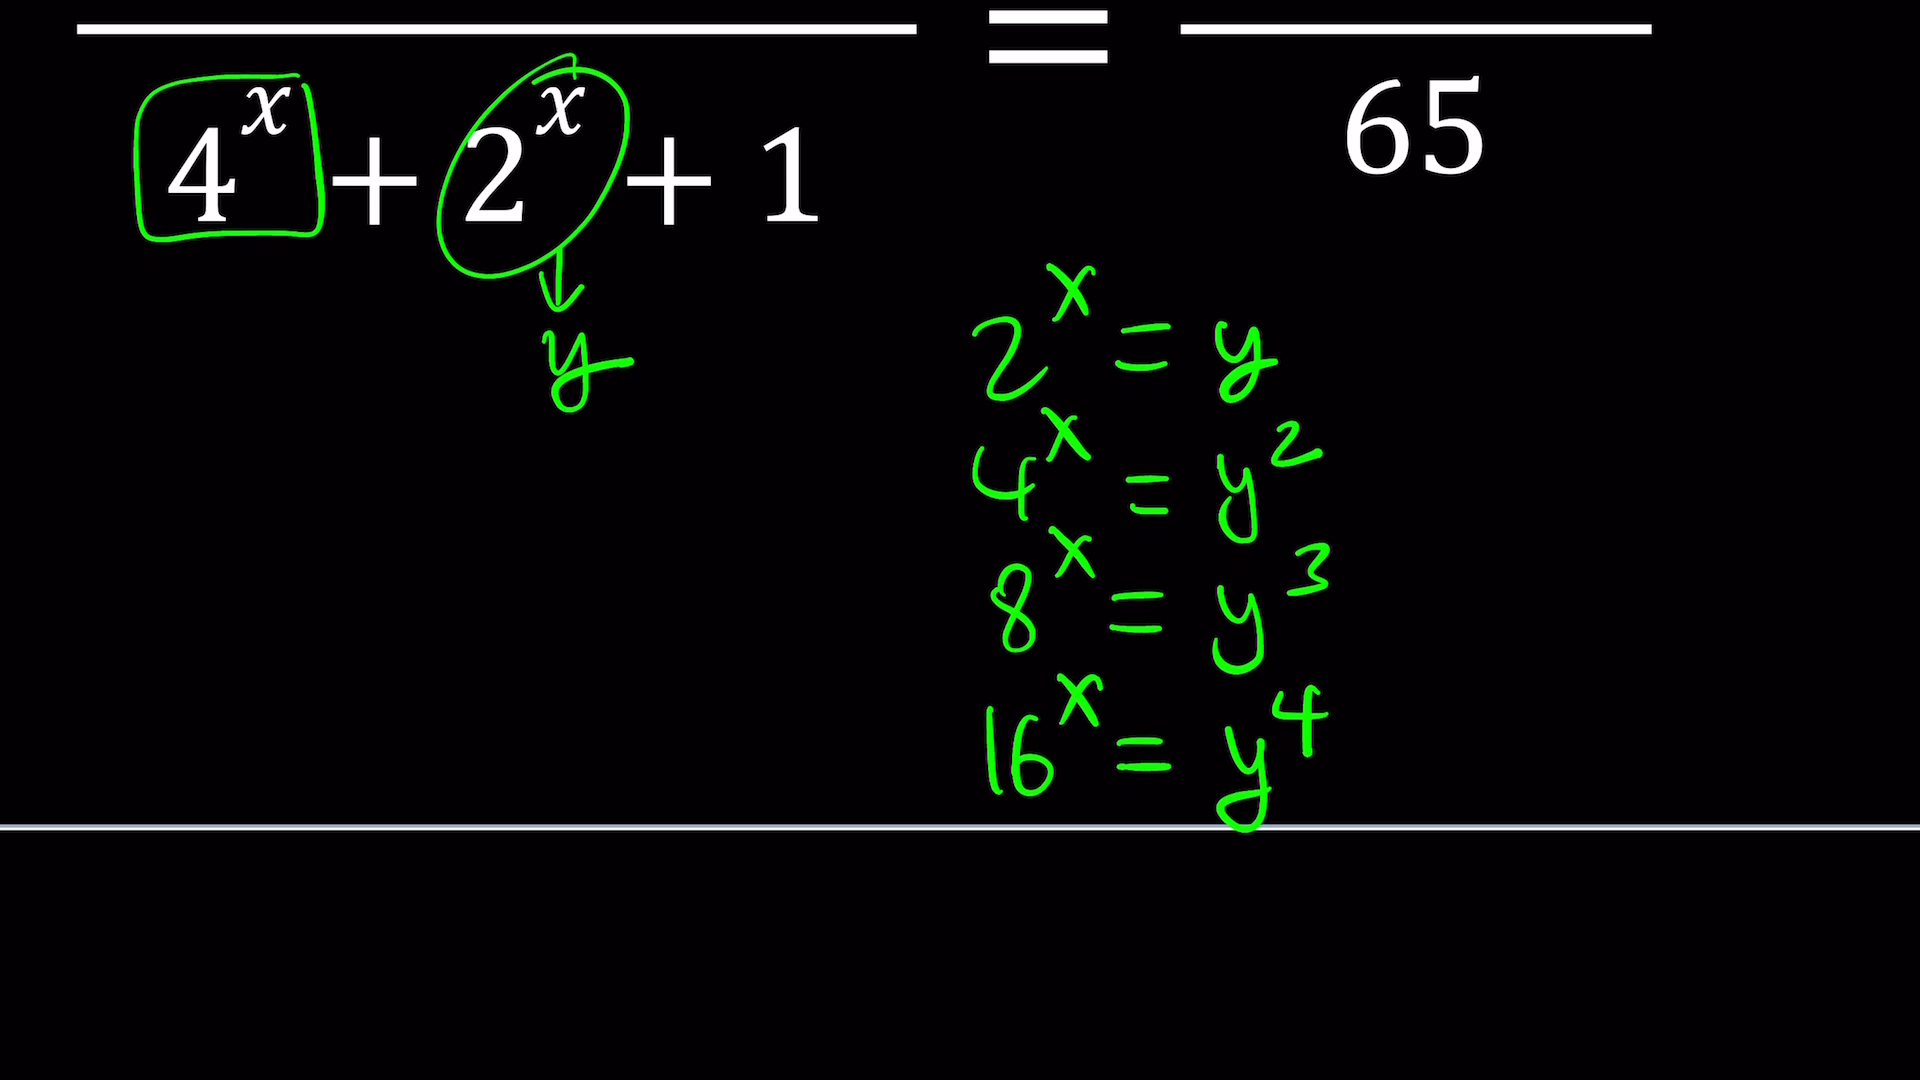 =
4^x + 2^x + 1
65
y
2^x = y
4^x = y^2
8^x = y^3
16^x = y^4